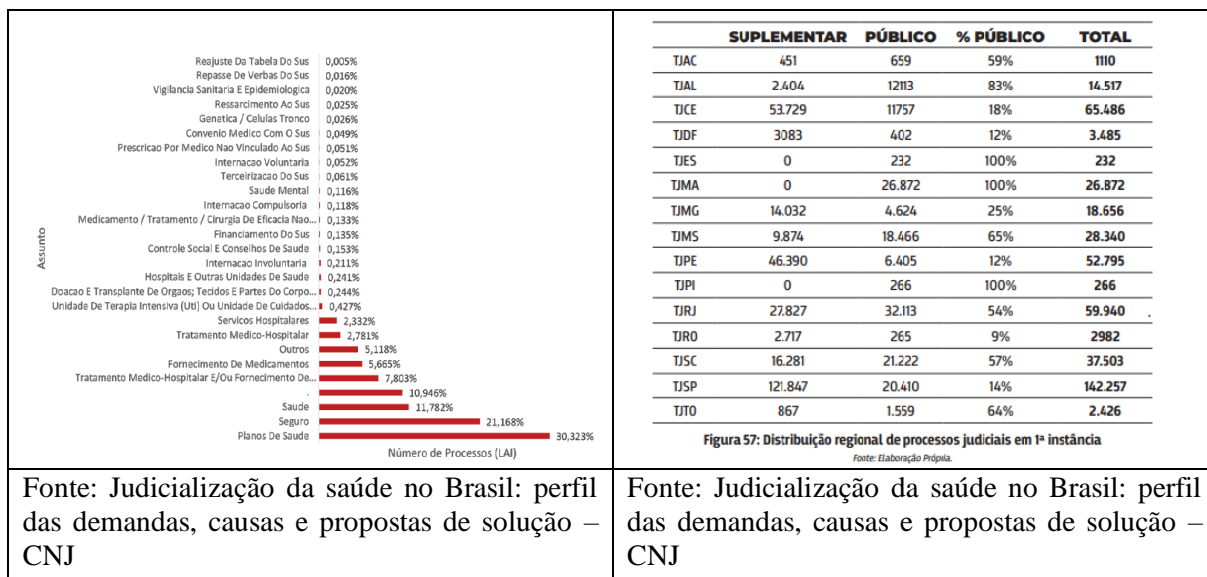 Reajuste Da Tabela Do Sus 0,005%
Repasse De Verbas Do Sus 0,016%
Vigilancia Sanitaria E Epidemiologica 0,020%
Ressarcimento Ao Sus 0,025%
Genetica / Celulas Tronco 0,026%
Convenio Medico Com O Sus 0,049%
Prescricao Por Medico Nao Vinculado Ao Sus 0,051%
Internacao Voluntaria 0,052%
Terceirizacao Do Sus 0,061%
Saude Mental 0,116%
Internacao Compulsoria 0,118%
Medicamento / Tratamento / Cirurgia De Eficacia Nao... 0,133%
Financiamento Do Sus 0,135%
Controle Social E Conselhos De Saude 0,153%
Internacao Involuntaria 0,211%
Hospitais E Outras Unidades De Saude 0,241%
Doacao E Transplante De Orgaos; Tecidos E Partes Do Corpo... 0,244%
Unidade De Terapia Intensiva (Uti) Ou Unidade De Cuidados... 0,427%
Servicos Hospitalares 2,332%
Tratamento Medico-Hospitalar 2,781%
Outros 5,118%
Fornecimento De Medicamentos 5,665%
Tratamento Medico-Hospitalar E/Ou Fornecimento De... 7,803%
. 10,946%
Saude 11,782%
Seguro 21,168%
Planos De Saude 30,323%
Assunto
Número de Processos (LAI)
Fonte: Judicialização da saúde no Brasil: perfil
das demandas, causas e propostas de solução –
CNJ
SUPLEMENTAR PÚBLICO % PÚBLICO TOTAL
TJAC 451 659 59% 1110
TJAL 2.404 12113 83% 14.517
TJCE 53.729 11757 18% 65.486
TJDF 3083 402 12% 3.485
TJES 0 232 100% 232
TJMA 0 26.872 100% 26.872
TJMG 14.032 4.624 25% 18.656
TJMS 9.874 18.466 65% 28.340
TJPE 46.390 6.405 12% 52.795
TJPI 0 266 100% 266
TJRJ 27.827 32.113 54% 59.940 .
TJRO 2.717 265 9% 2982
TJSC 16.281 21.222 57% 37.503
TJSP 121.847 20.410 14% 142.257
TJTO 867 1.559 64% 2.426
Figura 57: Distribuição regional de processos judiciais em 1ª instância
Fonte: Elaboração Própria.
Fonte: Judicialização da saúde no Brasil: perfil
das demandas, causas e propostas de solução –
CNJ